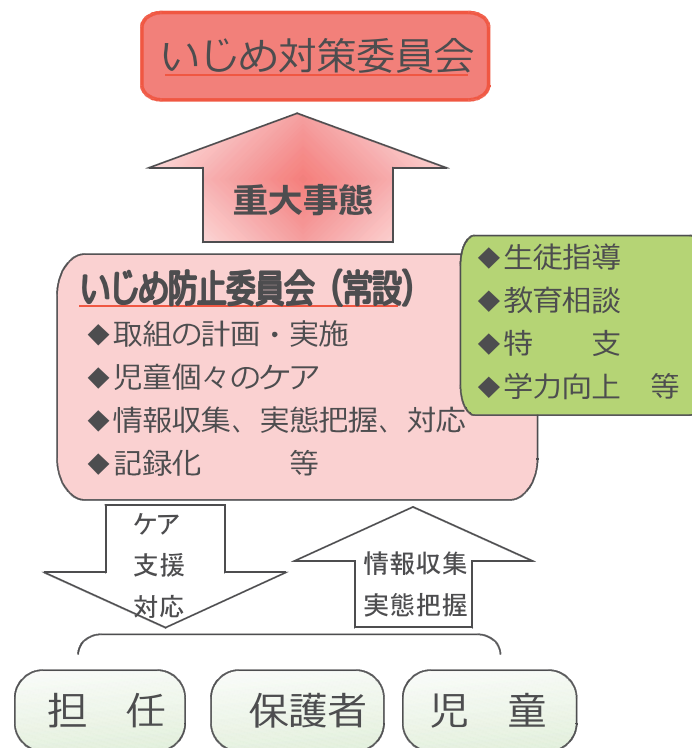 いじめ対策委員会
重大事態
いじめ防止委員会（常設）
◆取組の計画・実施
◆児童個々のケア
◆情報収集、実態把握、対応
◆記録化　　　等
◆生徒指導
◆教育相談
◆特　　支
◆学力向上　等
ケア
支援
対応
情報収集
実態把握
担　任
保護者
児　童